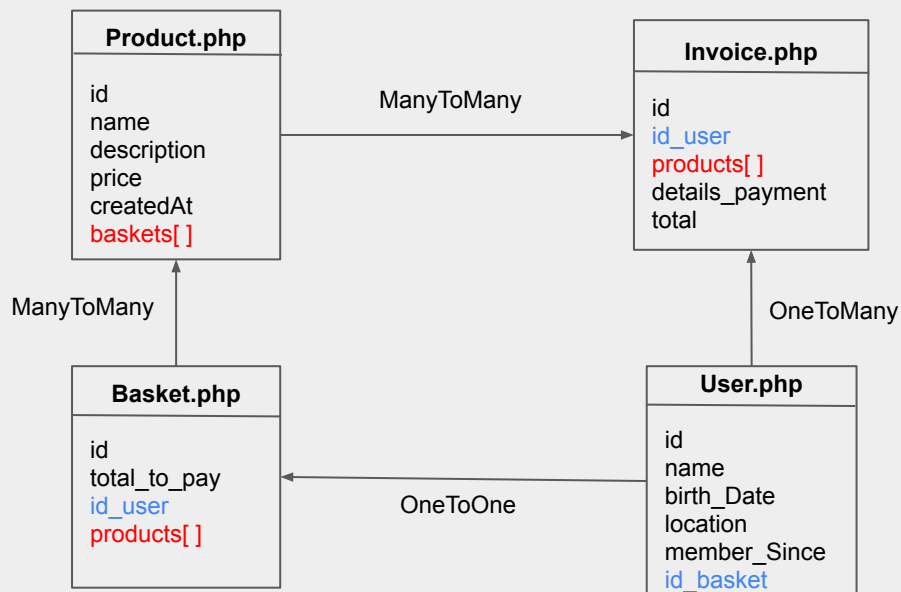 Product.php
id
name
description
price
createdAt
baskets[ ]
ManyToMany
Invoice.php
id
id_user
products[ ]
details_payment
total
ManyToMany
OneToMany
Basket.php
id
total_to_pay
id_user
products[ ]
OneToOne
User.php
id
name
birth_Date
location
member_Since
id_basket